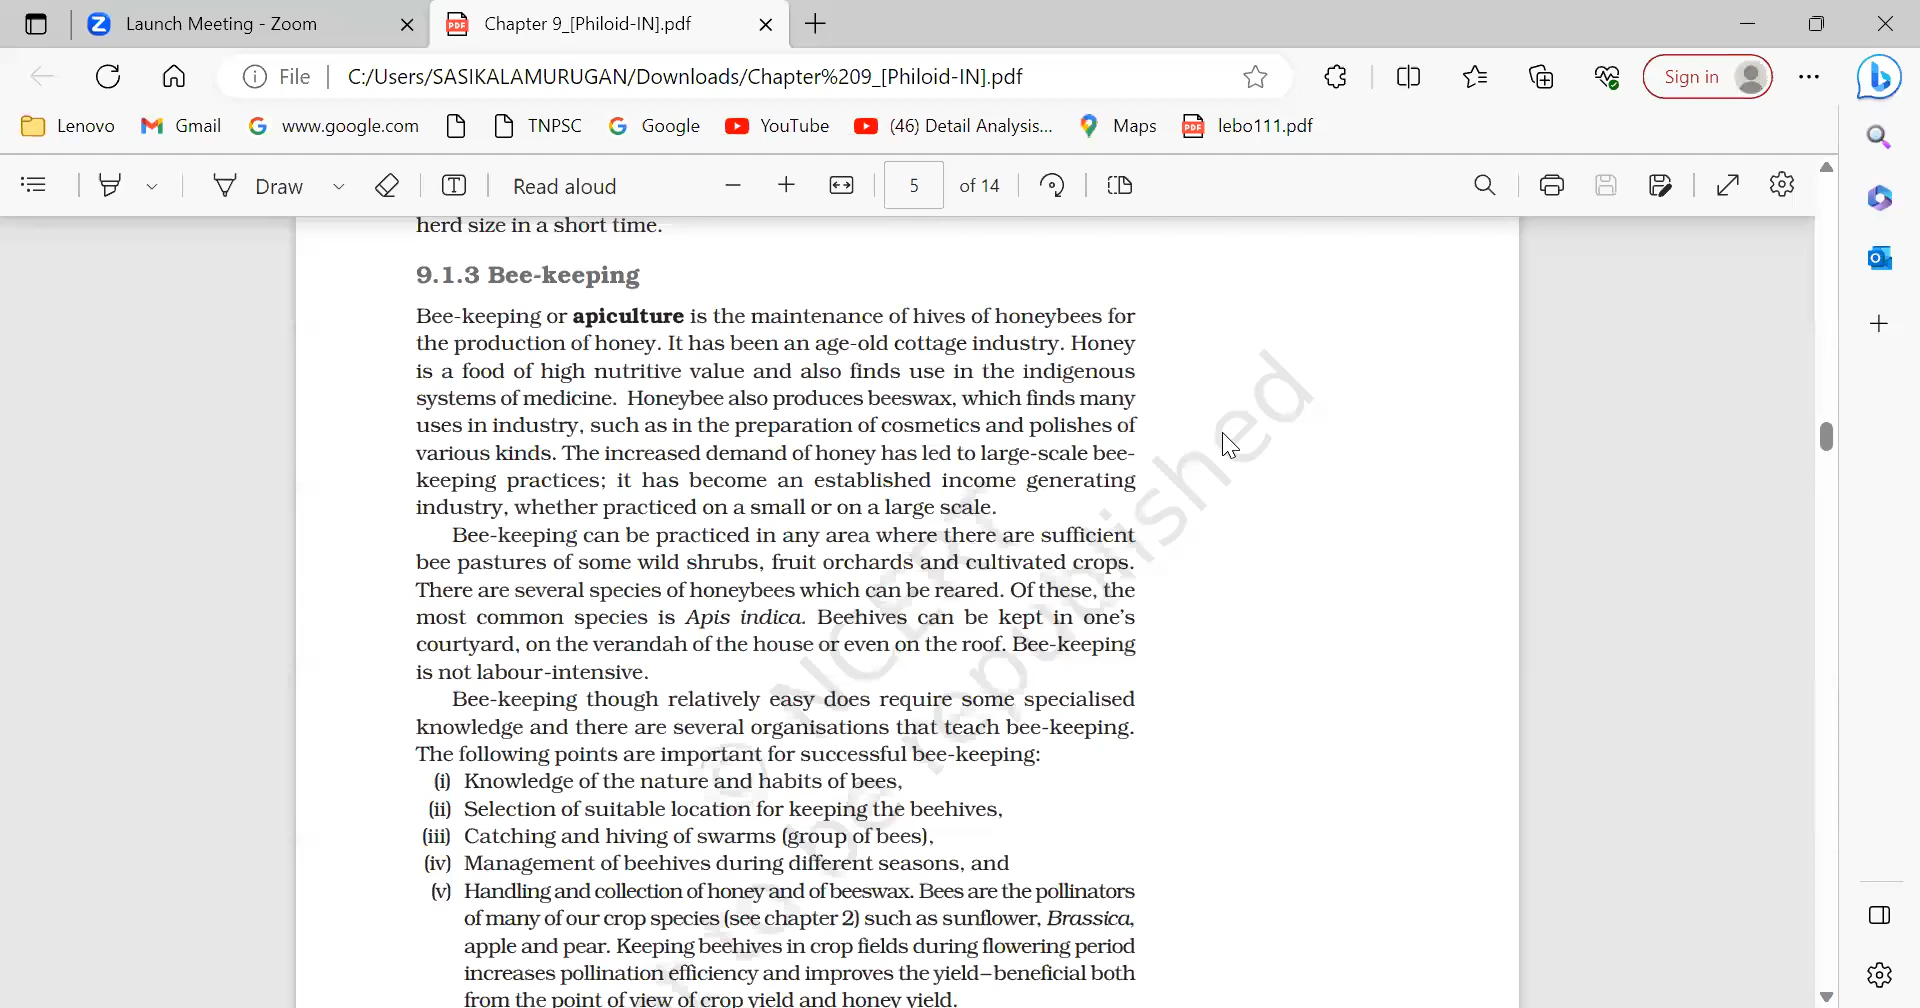 Launch Meeting - Zoom
Chapter 9_[Philoid-IN].pdf
File
C:/Users/SASIKALAMURUGAN/Downloads/Chapter%209_[Philoid-IN].pdf
Sign in
Lenovo
Gmail
www.google.com
TNPSC
Google
YouTube
(46) Detail Analysis...
Maps
lebo111.pdf
Draw
Read aloud
5
of 14
herd size in a short time.
9.1.3 Bee-keeping
Bee-keeping or apiculture is the maintenance of hives of honeybees for
the production of honey. It has been an age-old cottage industry. Honey
is a food of high nutritive value and also finds use in the indigenous
systems of medicine. Honeybee also produces beeswax, which finds many
uses in industry, such as in the preparation of cosmetics and polishes of
various kinds. The increased demand of honey has led to large-scale bee-
keeping practices; it has become an established income generating
industry, whether practiced on a small or on a large scale.
Bee-keeping can be practiced in any area where there are sufficient
bee pastures of some wild shrubs, fruit orchards and cultivated crops.
There are several species of honeybees which can be reared. Of these, the
most common species is Apis indica. Beehives can be kept in one's
courtyard, on the verandah of the house or even on the roof. Bee-keeping
is not labour-intensive.
Bee-keeping though relatively easy does require some specialised
knowledge and there are several organisations that teach bee-keeping.
The following points are important for successful bee-keeping:
(i) Knowledge of the nature and habits of bees,
(ii) Selection of suitable location for keeping the beehives,
(iii) Catching and hiving of swarms (group of bees),
(iv) Management of beehives during different seasons, and
(v) Handling and collection of honey and of beeswax. Bees are the pollinators
of many of our crop species (see chapter 2) such as sunflower, Brassica,
apple and pear. Keeping beehives in crop fields during flowering period
increases pollination efficiency and improves the yield–beneficial both
from the point of view of crop yield and honey yield.
© NCERT
to be republished